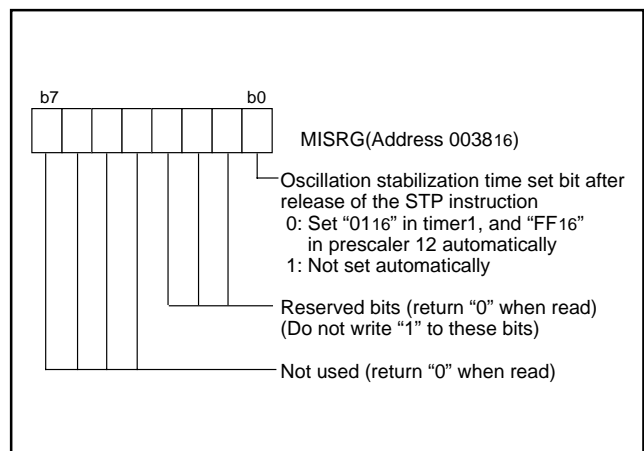 b7 b0
MISRG(Address 003816)
Oscillation stabilization time set bit after
release of the STP instruction
0: Set “0116” in timer1, and “FF16”
in prescaler 12 automatically
1: Not set automatically
Reserved bits (return “0” when read)
(Do not write “1” to these bits)
Not used (return “0” when read)